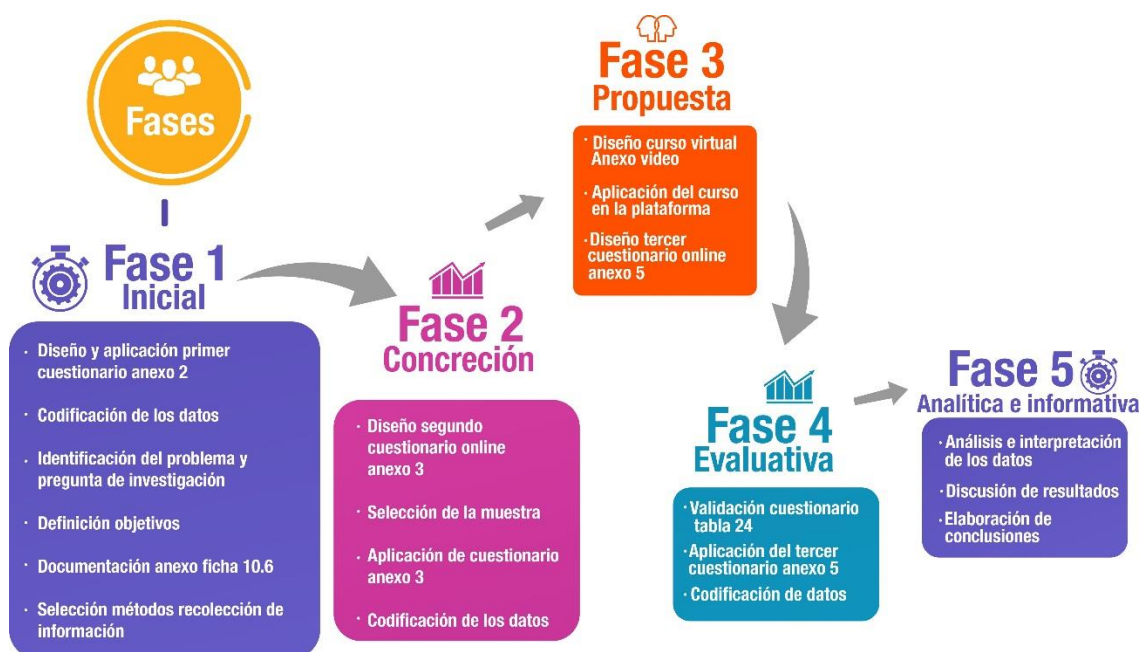 Fases
Fase 1
Inicial
· Diseño y aplicación primer
cuestionario anexo 2
· Codificación de los datos
· Identificación del problema y
pregunta de investigación
· Definición objetivos
· Documentación anexo ficha 10.6
· Selección métodos recolección de
información
Fase 2
Concreción
· Diseño segundo
cuestionario online
anexo 3
· Selección de la muestra
· Aplicación de cuestionario
anexo 3
· Codificación de los datos
Fase 3
Propuesta
· Diseño curso virtual
Anexo video
· Aplicación del curso
en la plataforma
· Diseño tercer
cuestionario online
anexo 5
Fase 4
Evaluativa
· Validación cuestionario
tabla 24
· Aplicación del tercer
cuestionario anexo 5
· Codificación de datos
Fase 5
Analítica e informativa
· Análisis e interpretación
de los datos
· Discusión de resultados
· Elaboración de
conclusiones